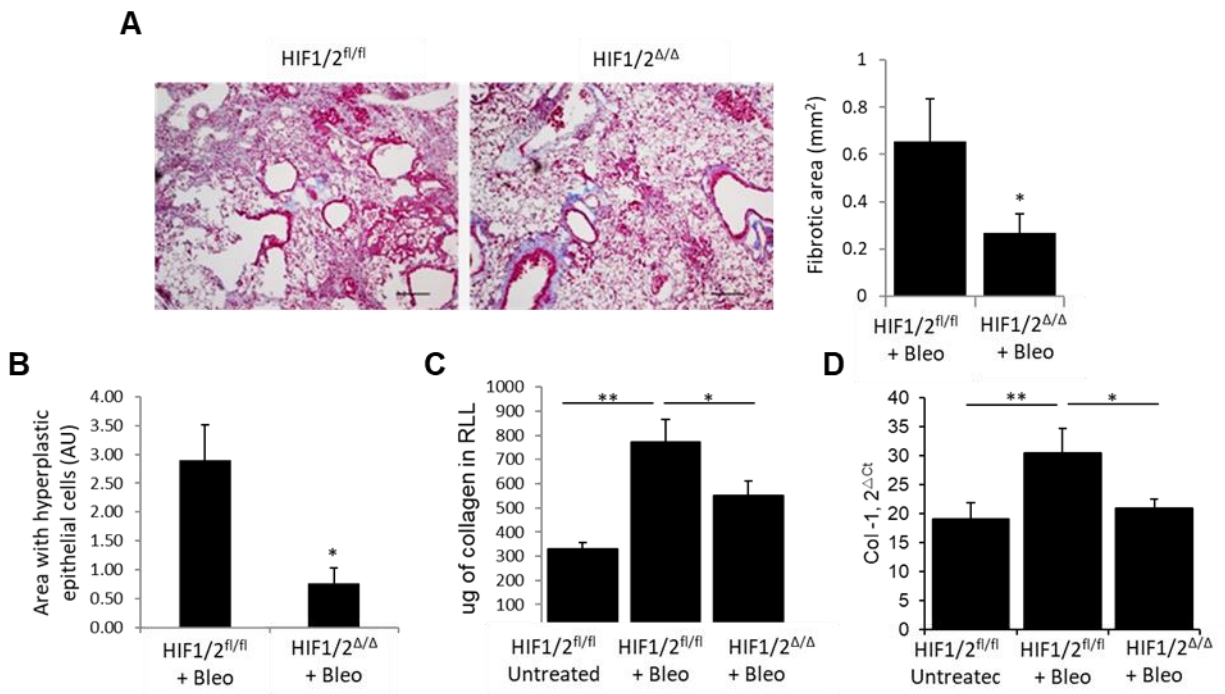 A
HIF1/2fl/fl
HIF1/2Δ/Δ
Fibrotic area (mm2)
1
0.8
0.6
0.4
0.2
0
*
HIF1/2fl/fl
+ Bleo
HIF1/2Δ/Δ
+ Bleo
B
Area with hyperplastic
epithelial cells (AU)
4.00
3.50
3.00
2.50
2.00
1.50
1.00
0.50
0.00
*
HIF1/2fl/fl
+ Bleo
HIF1/2Δ/Δ
+ Bleo
C
ug of collagen in RLL
1000
900
800
700
600
500
400
300
200
100
**
*
HIF1/2fl/fl
Untreated
HIF1/2fl/fl
+ Bleo
HIF1/2Δ/Δ
+ Bleo
D
Col -1, 2△Ct
40
35
30
25
20
15
10
5
0
**
*
HIF1/2fl/fl
Untreatec
HIF1/2fl/fl
+ Bleo
HIF1/2Δ/Δ
+ Bleo